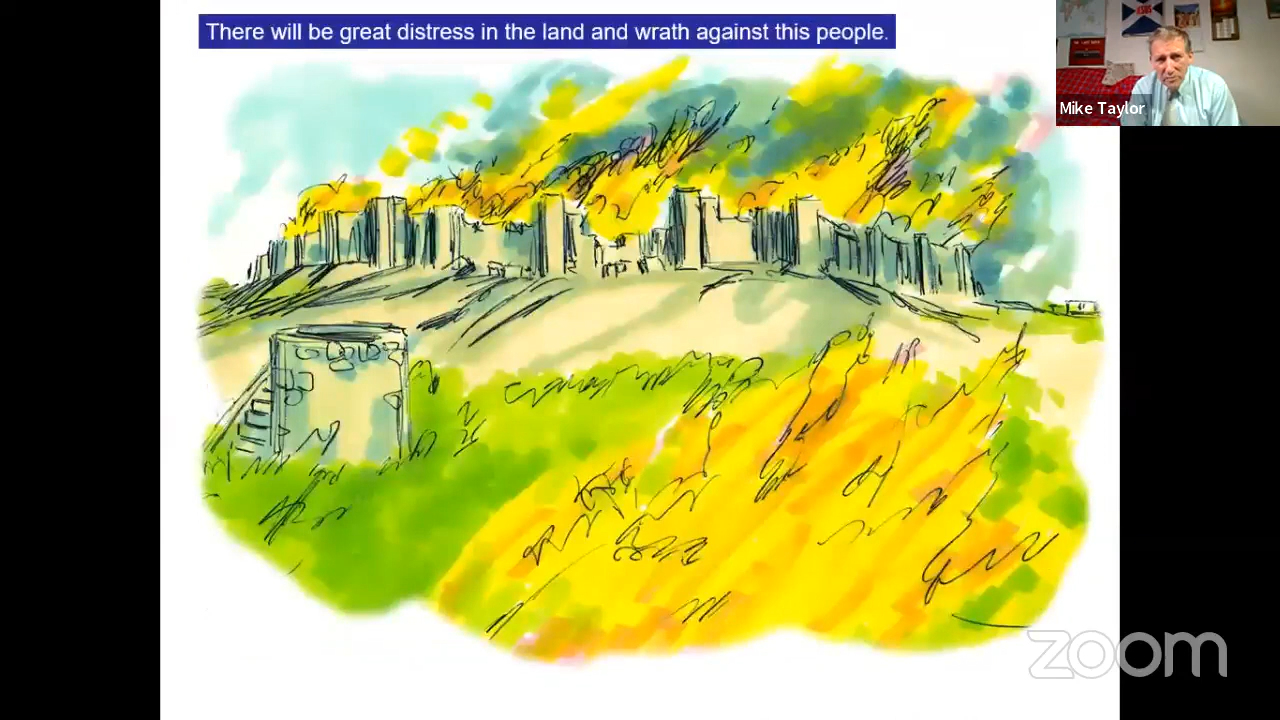 There will be great distress in the land and wrath against this people.
Mike Taylor
zoom